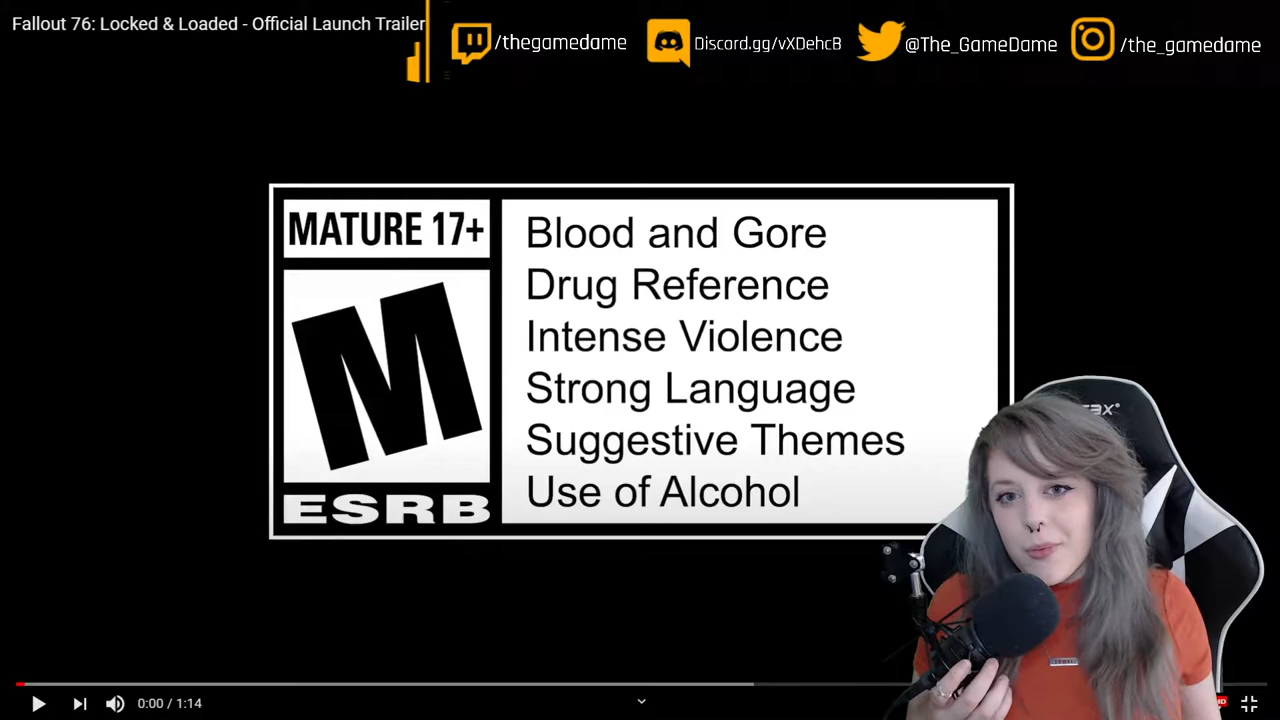 Fallout 76: Locked & Loaded - Official Launch Trailer
/thegamedame
Discord.gg/vXDehcB
@The_GameDame
/the_gamedame
MATURE 17+
M
ESRB
Blood and Gore
Drug Reference
Intense Violence
Strong Language
Suggestive Themes
Use of Alcohol
0:00 / 1:14
HD